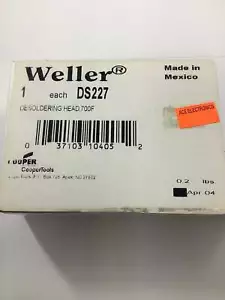 Weller®
Made in
Mexico
1 each DS227
ACE ELECTRONICS
DESOLDERING HEAD,700F
0 37103 10405 2
COOPER
CooperTools
0.2 lbs.
Apr 04